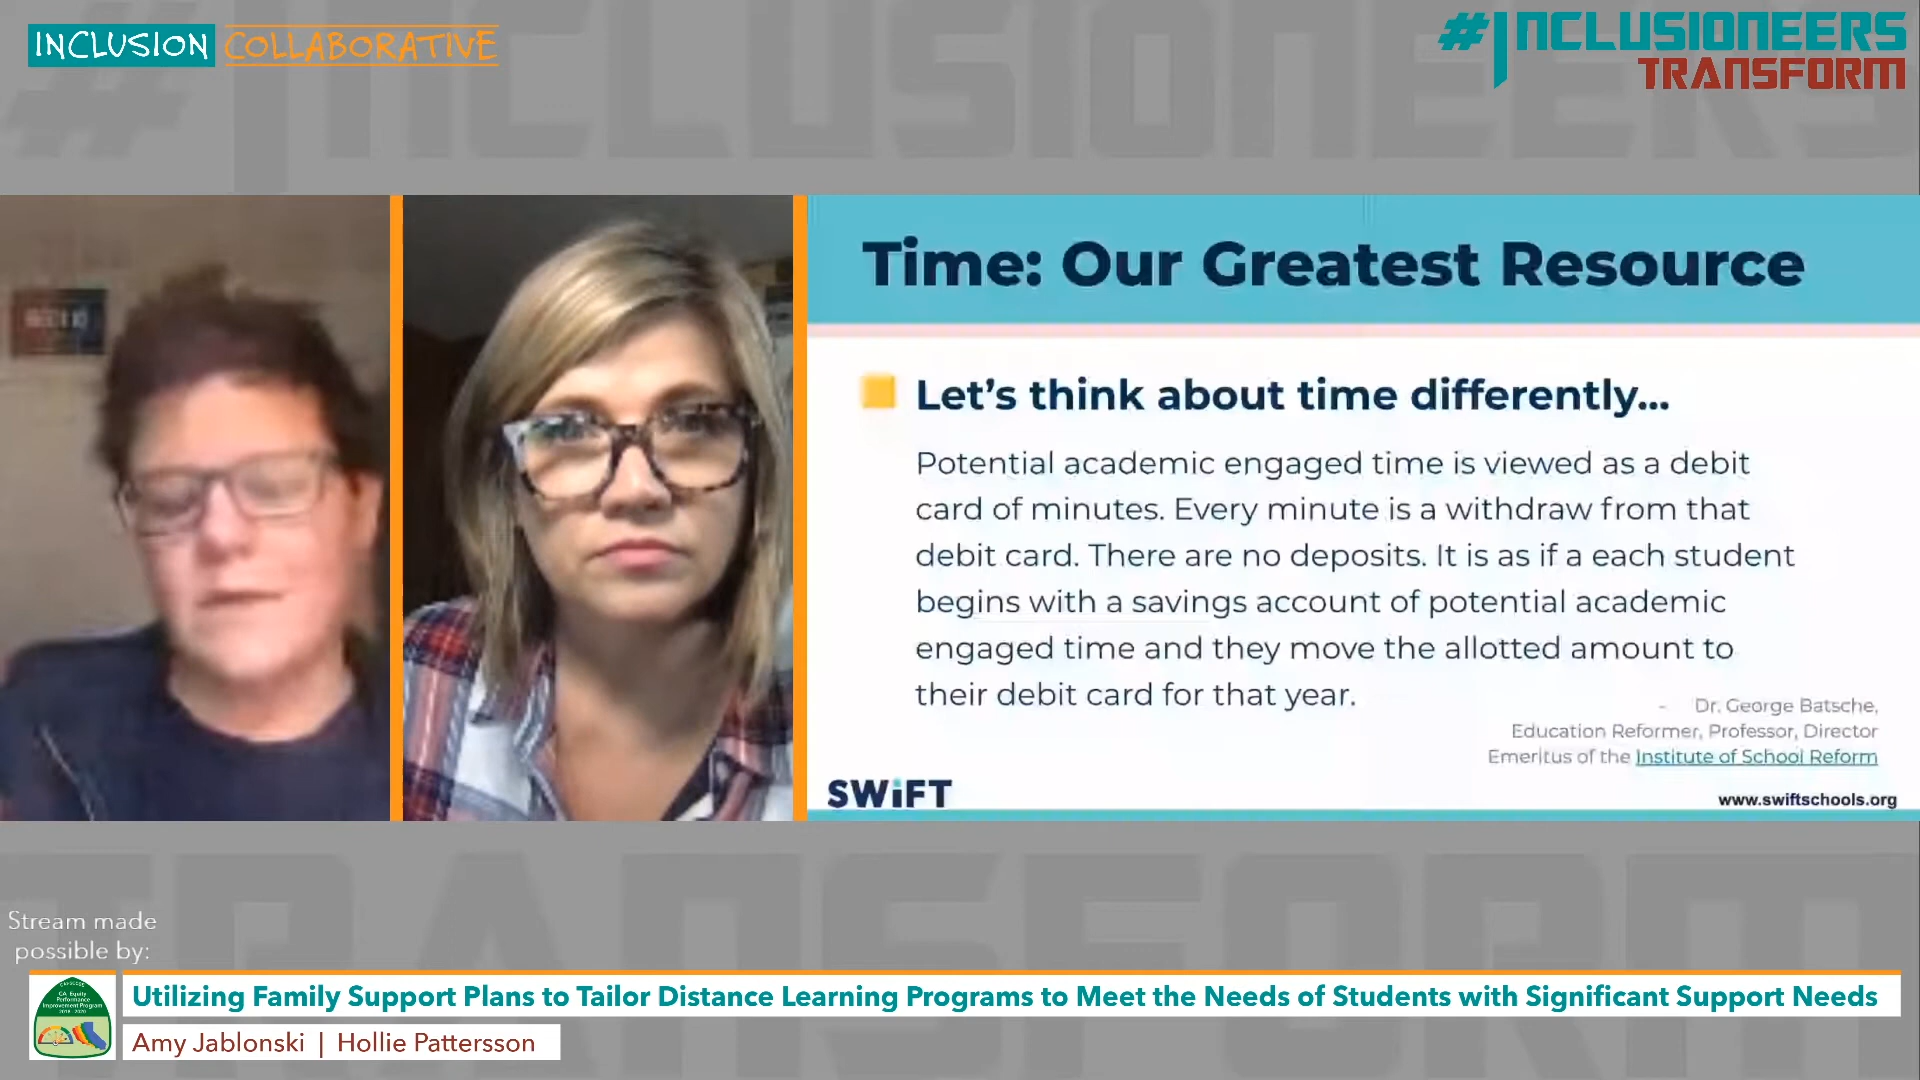 INCLUSION COLLABORATIVE
#INCLUSIONEERS
TRANSFORM
Time: Our Greatest Resource
Let's think about time differently...
Potential academic engaged time is viewed as a debit
card of minutes. Every minute is a withdraw from that
debit card. There are no deposits. It is as if a each student
begins with a savings account of potential academic
engaged time and they move the allotted amount to
their debit card for that year.
- Dr. George Batsche,
Education Reformer, Professor, Director
Emeritus of the Institute of School Reform
SWiFT
www.swiftschools.org
Stream made
possible by:
CA Equity
Performance
Improvement Program
Utilizing Family Support Plans to Tailor Distance Learning Programs to Meet the Needs of Students with Significant Support Needs
Amy Jablonski | Hollie Pattersson